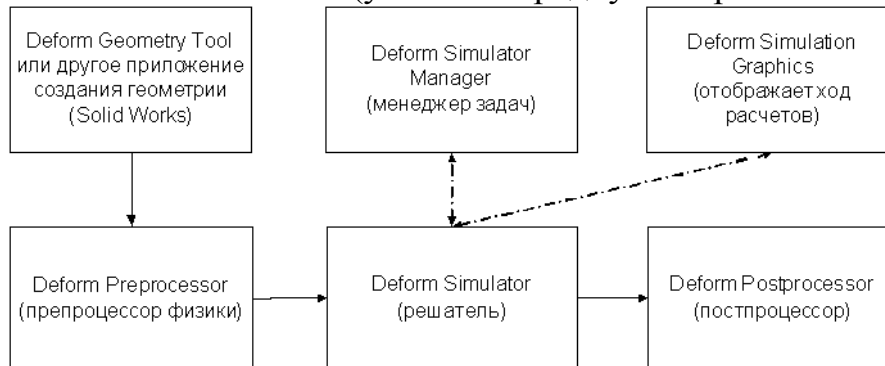 Deform Geometry Tool
или другое приложение
создания геометрии
(Solid Works)
Deform Simulator
Manager
(менеджер задач)
Deform Simulation
Graphics
(отображает ход
расчетов)
Deform Preprocessor
(препроцессор физики)
Deform Simulator
(решатель)
Deform Postprocessor
(постпроцессор)